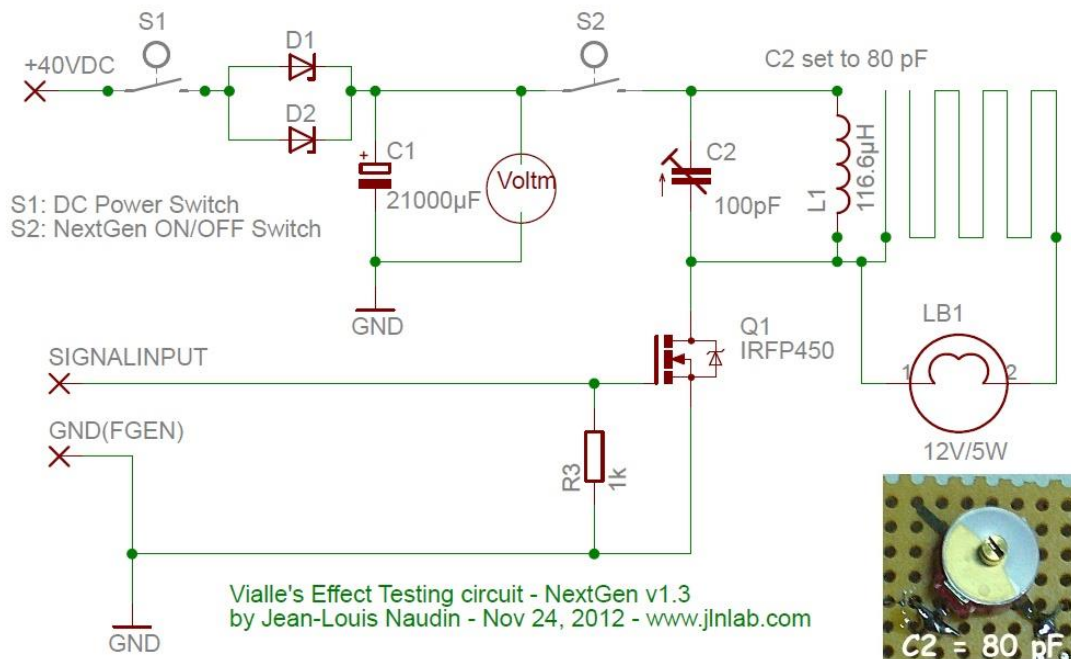 S1
S2
+40VDC
D1
C2 set to 80 pF
D2
+
C1
21000µF
Voltm
C2
100pF
L1
116.6µH
S1: DC Power Switch
S2: NextGen ON/OFF Switch
GND
Q1
IRFP450
LB1
1
2
12V/5W
SIGNALINPUT
GND(FGEN)
R3
1k
GND
Vialle's Effect Testing circuit - NextGen v1.3
by Jean-Louis Naudin - Nov 24, 2012 - www.jlnlab.com
C2 = 80 pF